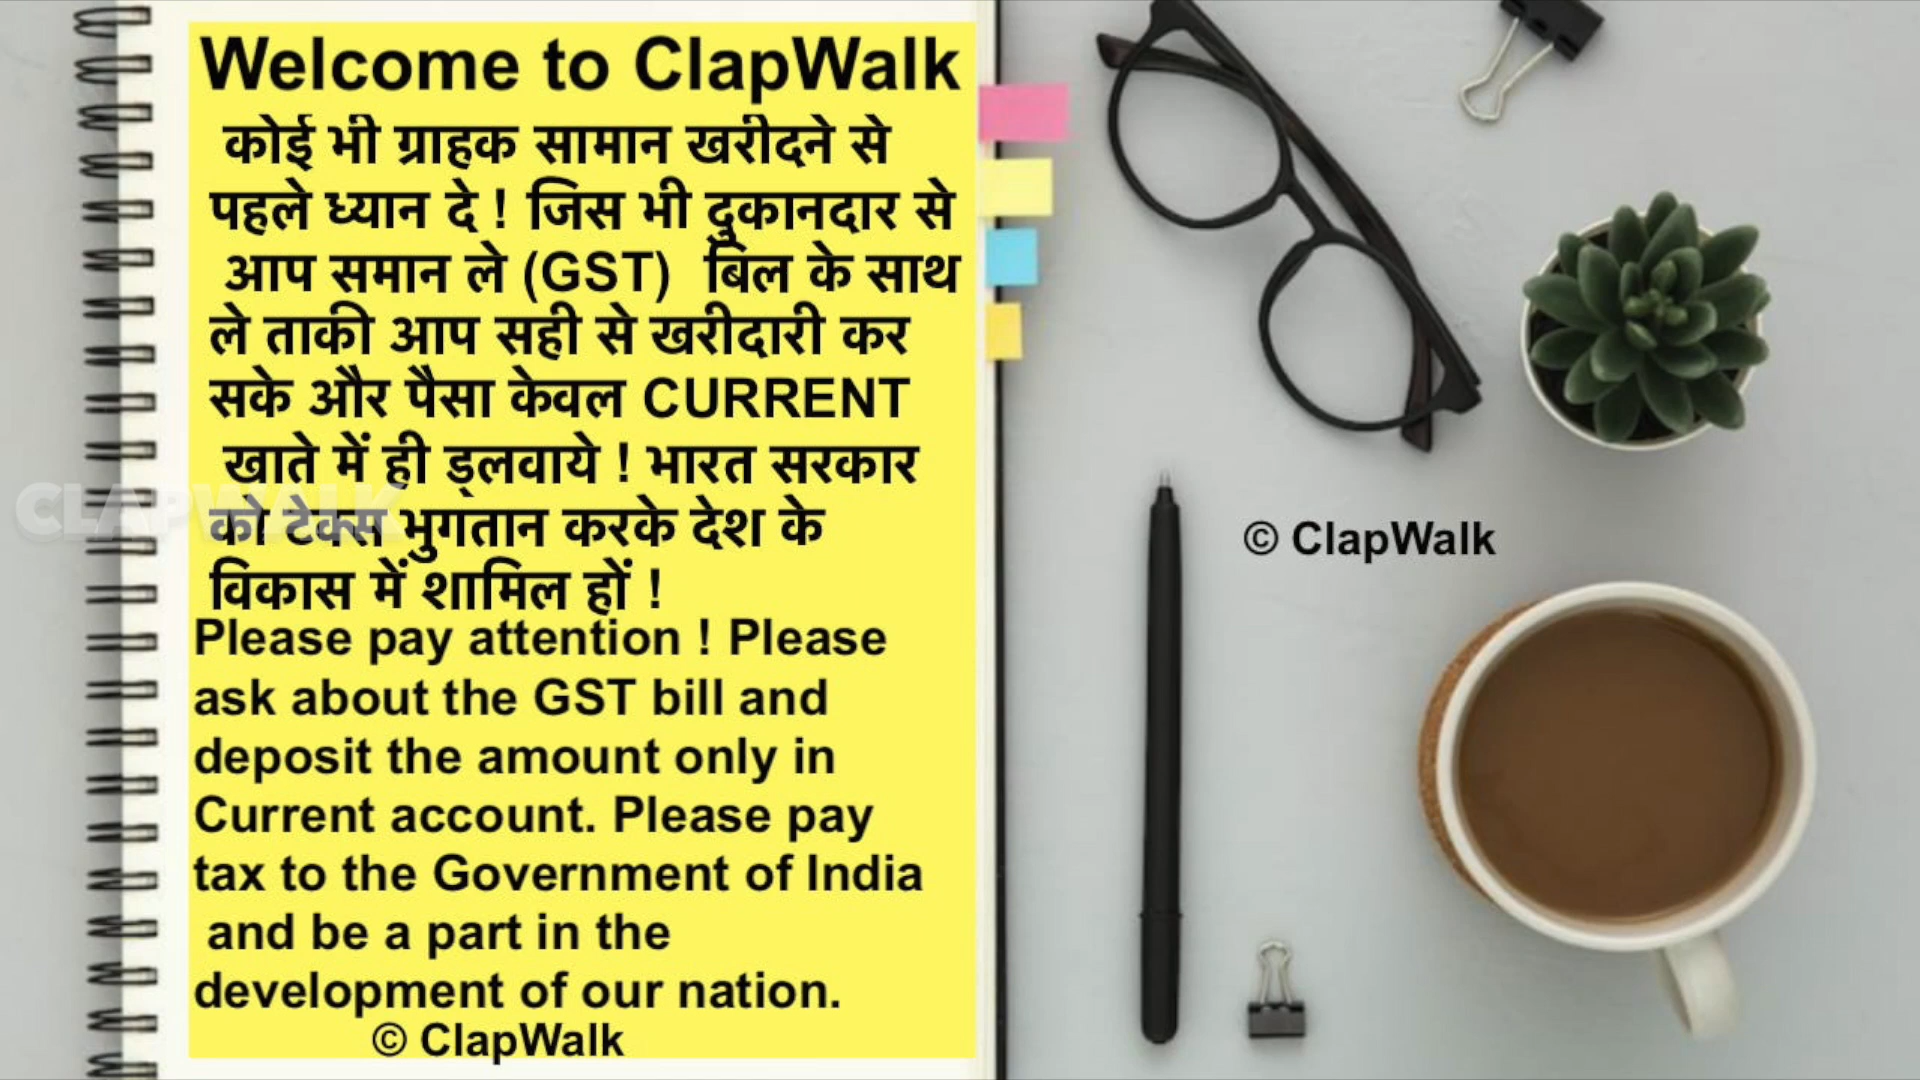 Welcome to ClapWalk
कोई भी ग्राहक सामान खरीदने से
पहले ध्यान दे ! जिस भी दुकानदार से
आप समान ले (GST) बिल के साथ
ले ताकी आप सही से खरीदारी कर
सके और पैसा केवल CURRENT
खाते में ही ड्लवाये ! भारत सरकार
को टेक्स भुगतान करके देश के
विकास में शामिल हों !
Please pay attention ! Please
ask about the GST bill and
deposit the amount only in
Current account. Please pay
tax to the Government of India
and be a part in the
development of our nation.
© ClapWalk
CLAPWALK
© ClapWalk